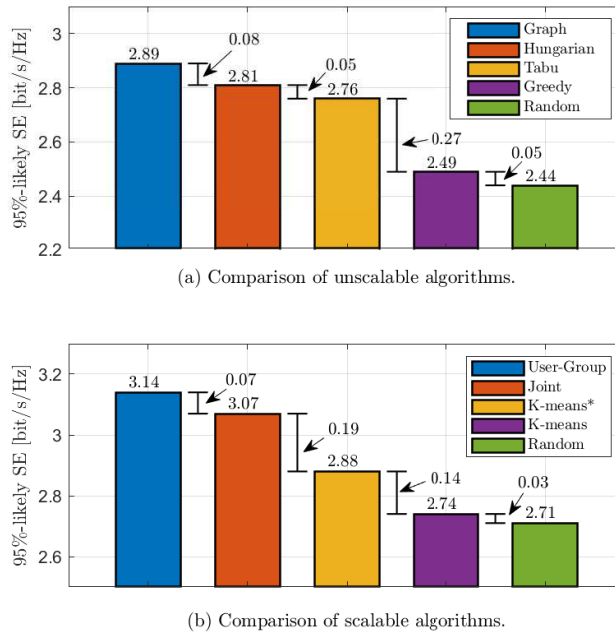 95%-likely SE [bit/s/Hz]
3
2.8
2.6
2.4
2.2
2.89
0.08
2.81
0.05
2.76
0.27
2.49
0.05
2.44
Graph
Hungarian
Tabu
Greedy
Random
(a) Comparison of unscalable algorithms.
95%-likely SE [bit/s/Hz]
3.2
3
2.8
2.6
3.14
0.07
3.07
0.19
2.88
0.14
2.74
0.03
2.71
User-Group
Joint
K-means*
K-means
Random
(b) Comparison of scalable algorithms.